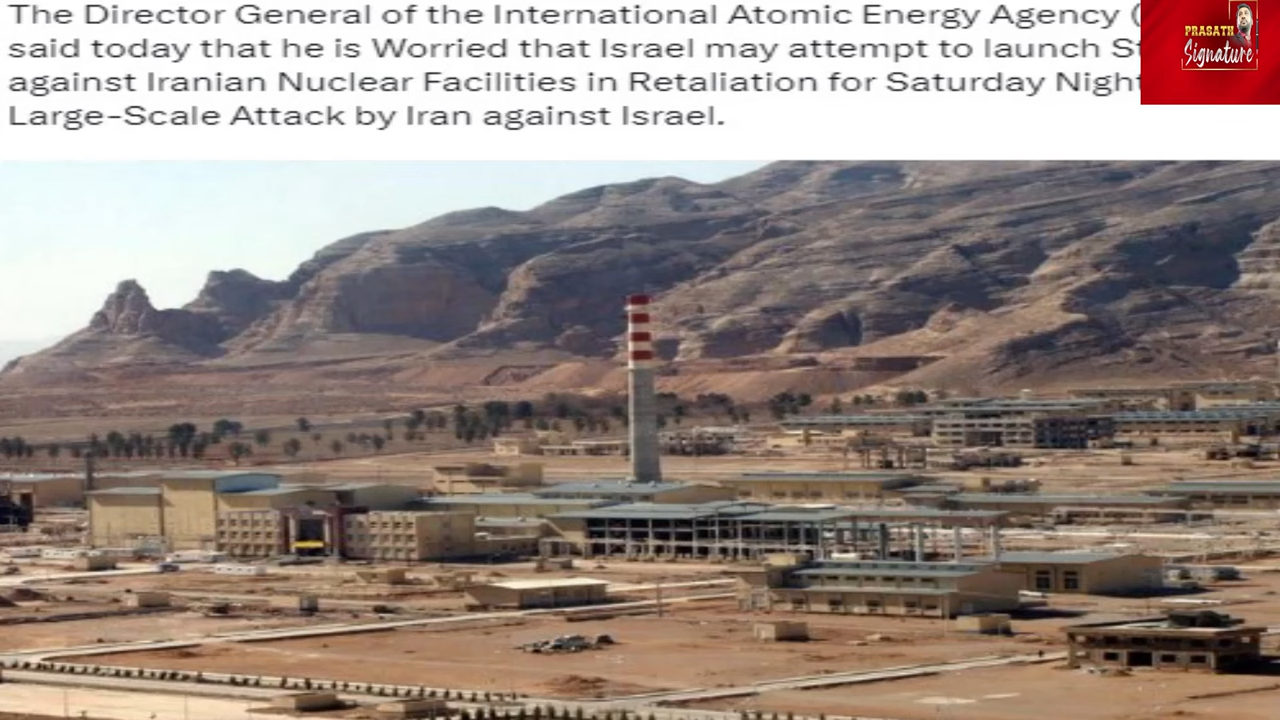 The Director General of the International Atomic Energy Agency (
said today that he is Worried that Israel may attempt to launch St
against Iranian Nuclear Facilities in Retaliation for Saturday Night
Large-Scale Attack by Iran against Israel.
PRASATH
Signature